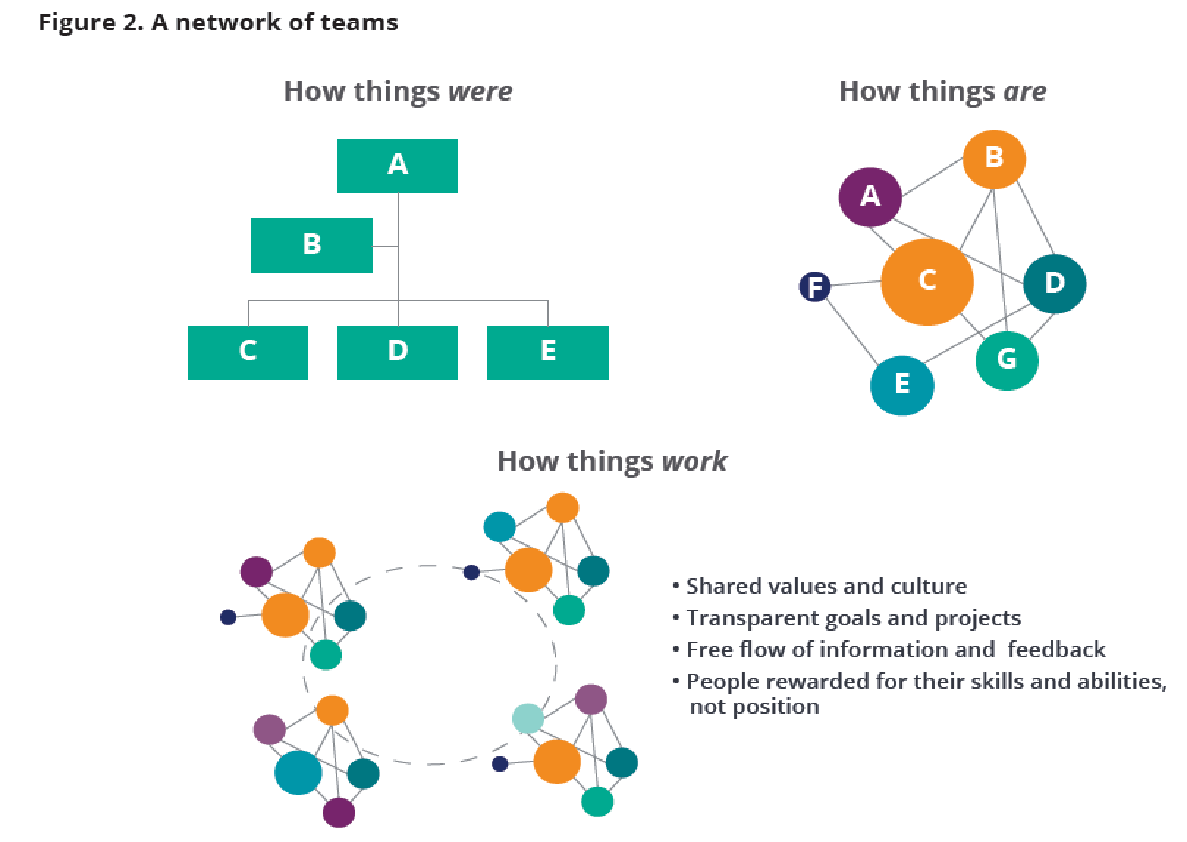 Figure 2. A network of teams
How things were
A
B
C
D
E
How things are
B
A
C
D
F
G
E
How things work
• Shared values and culture
• Transparent goals and projects
• Free flow of information and  feedback
• People rewarded for their skills and abilities,
not position